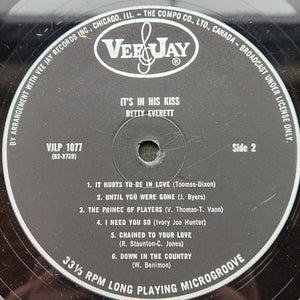 BY ARRANGEMENT WITH VEE JAY RECORDS INC., CHICAGO, ILL. - THE COMPO CO. LTD., CANADA - BROADCAST UNDER LICENSE ONLY
VEE JAY
®
IT'S IN HIS KISS
BETTY EVERETT
VJLP 1077
(63-3739)
Side 2
1. IT HURTS TO BE IN LOVE (Toomes-Dixon)
2. UNTIL YOU WERE GONE (J. Byers)
3. THE PRINCE OF PLAYERS (V. Thomas-T. Vann)
4. I NEED YOU SO (Ivory Joe Hunter)
5. CHAINED TO YOUR LOVE
(R. Staunton-C. Jones)
6. DOWN IN THE COUNTRY
(W. Benimon)
33⅓ RPM LONG PLAYING MICROGROOVE